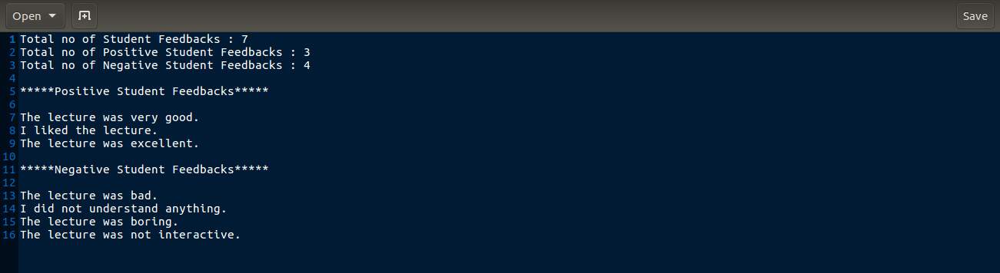 Open
Save
1 Total no of Student Feedbacks : 7
2 Total no of Positive Student Feedbacks : 3
3 Total no of Negative Student Feedbacks : 4
4
5 *****Positive Student Feedbacks*****
6
7 The lecture was very good.
8 I liked the lecture.
9 The lecture was excellent.
10
11 *****Negative Student Feedbacks*****
12
13 The lecture was bad.
14 I did not understand anything.
15 The lecture was boring.
16 The lecture was not interactive.